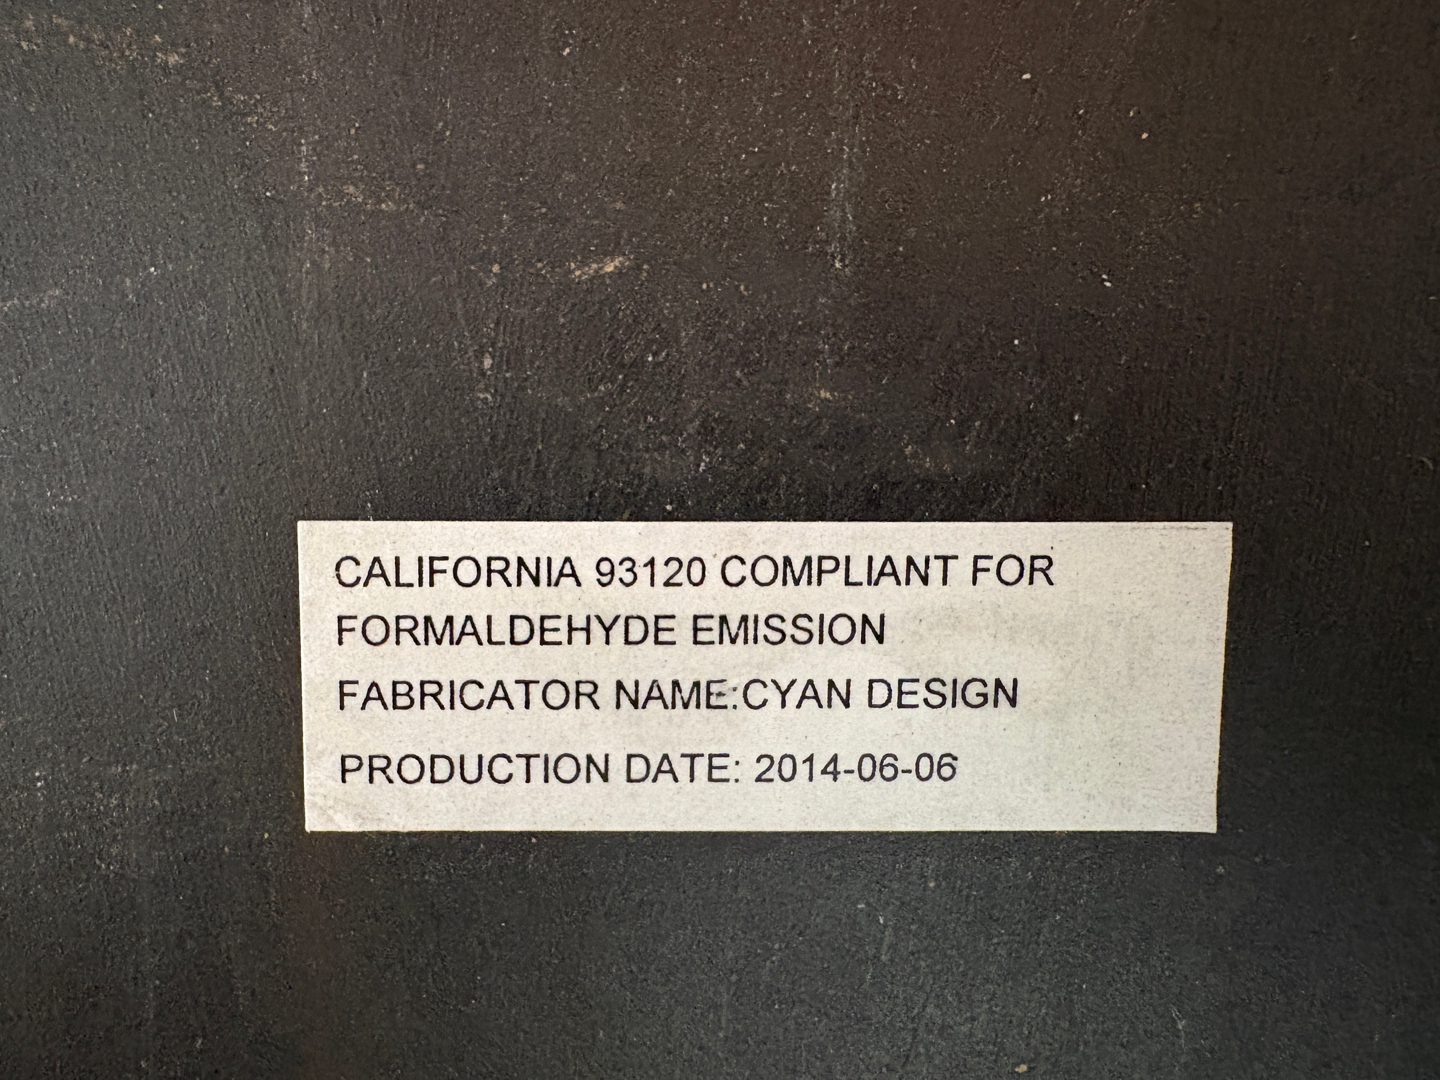 CALIFORNIA 93120 COMPLIANT FOR
FORMALDEHYDE EMISSION
FABRICATOR NAME:CYAN DESIGN
PRODUCTION DATE: 2014-06-06